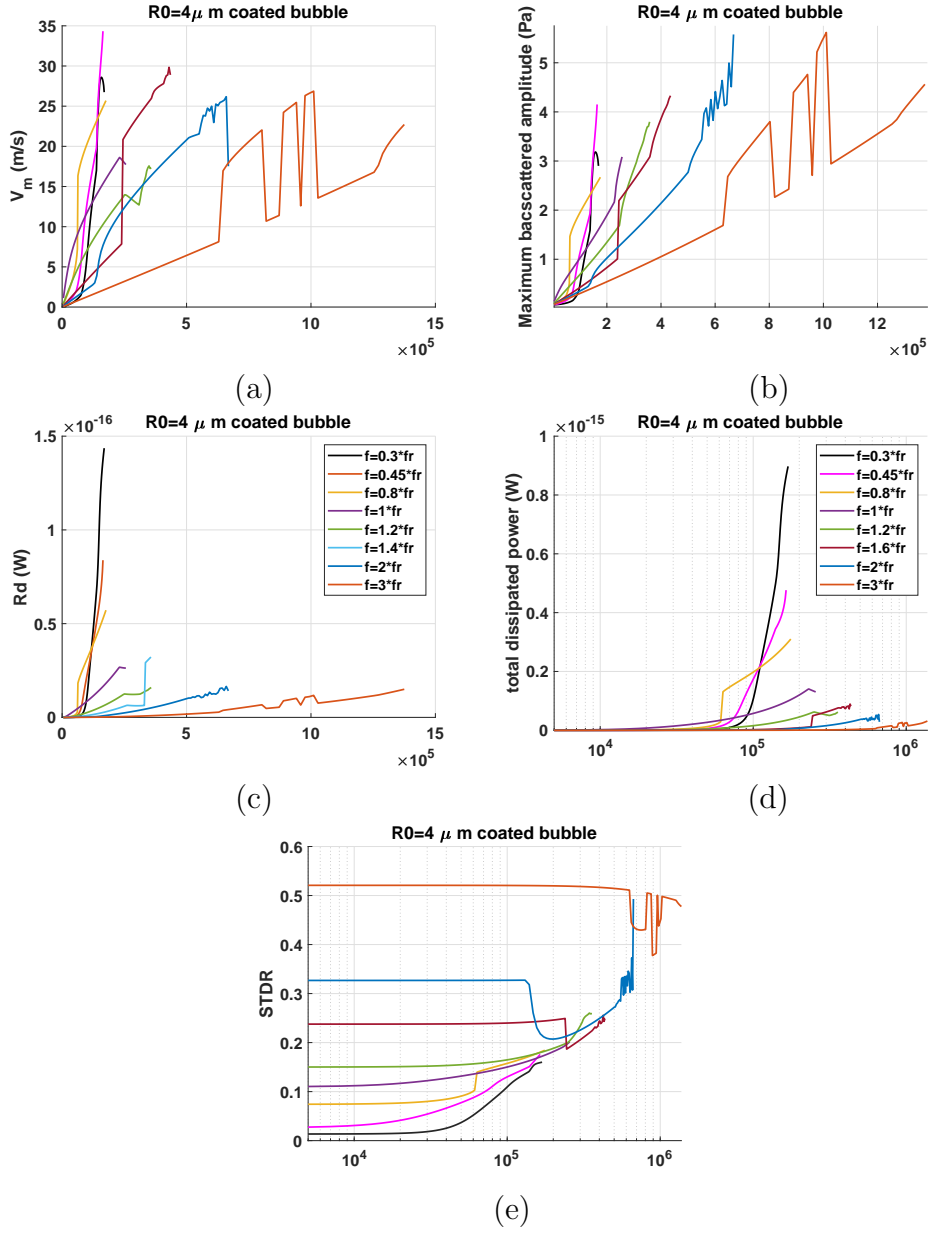 R0=4μ m coated bubble
V_m (m/s)
35
30
25
20
15
10
5
0
0 5 10 15
×10^5
(a)
R0=4 μ m coated bubble
Maximum bacscattered amplitude (Pa)
5
4
3
2
1
2 4 6 8 10 12
×10^5
(b)
R0=4 μ m coated bubble
×10^-16
Rd (W)
1.5
1
0.5
0
0 5 10 15
×10^5
f=0.3*fr
f=0.45*fr
f=0.8*fr
f=1*fr
f=1.2*fr
f=1.4*fr
f=2*fr
f=3*fr
(c)
R0=4 μ m coated bubble
×10^-15
total dissipated power (W)
1
0.8
0.6
0.4
0.2
0
10^4 10^5 10^6
f=0.3*fr
f=0.45*fr
f=0.8*fr
f=1*fr
f=1.2*fr
f=1.6*fr
f=2*fr
f=3*fr
(d)
R0=4 μ m coated bubble
STDR
0.6
0.5
0.4
0.3
0.2
0.1
0
10^4 10^5 10^6
(e)